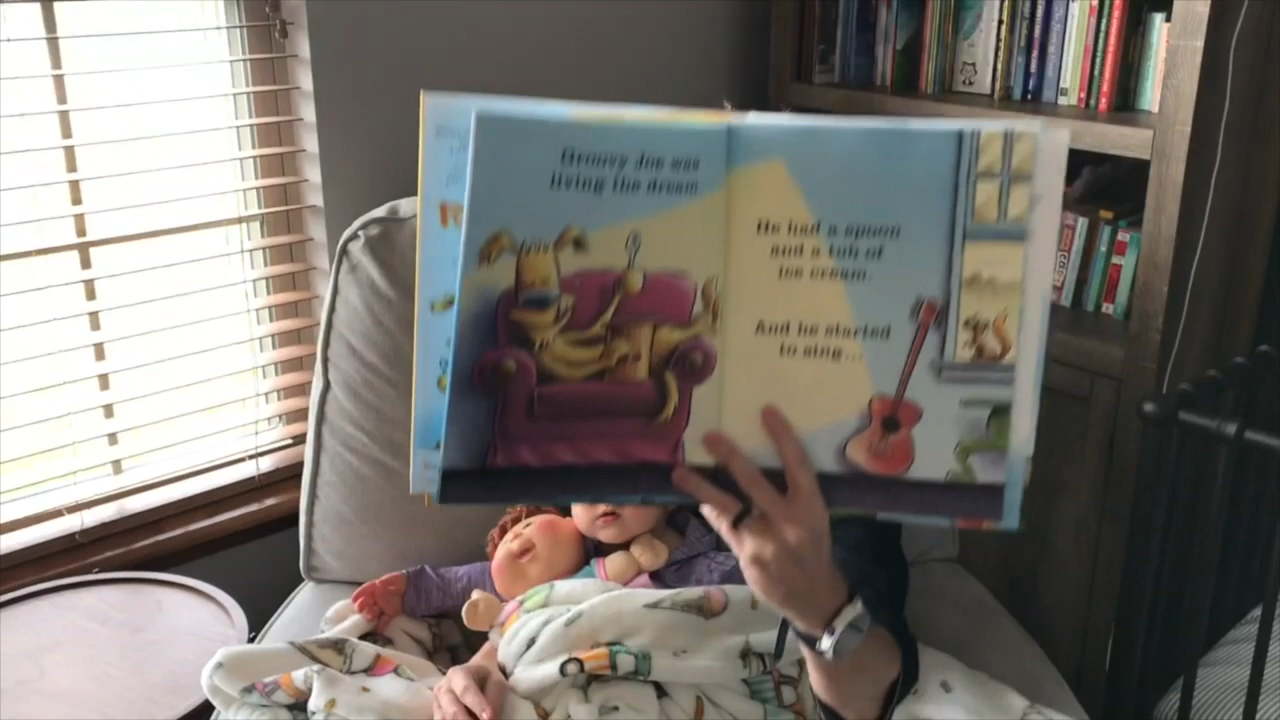 Groovy Joe was
living the dream.
He had a spoon
and a tub of
ice cream.
And he started
to sing...